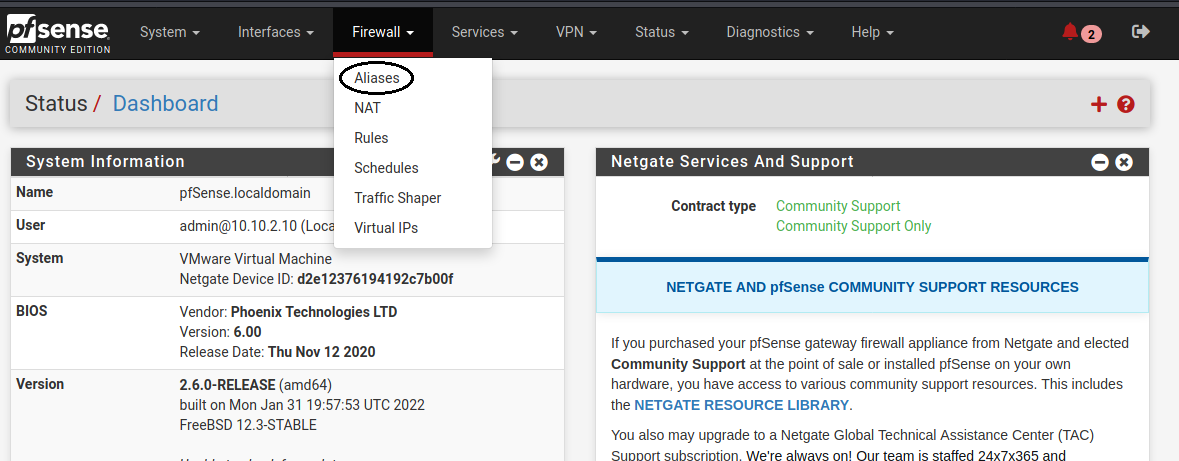 pfsense
COMMUNITY EDITION
System Interfaces Firewall Services VPN Status Diagnostics Help 2
Aliases
NAT
Rules
Schedules
Traffic Shaper
Virtual IPs
Status / Dashboard
System Information
Name pfSense.localdomain
User admin@10.10.2.10 (Loca
System VMware Virtual Machine
Netgate Device ID: d2e12376194192c7b00f
BIOS Vendor: Phoenix Technologies LTD
Version: 6.00
Release Date: Thu Nov 12 2020
Version 2.6.0-RELEASE (amd64)
built on Mon Jan 31 19:57:53 UTC 2022
FreeBSD 12.3-STABLE
Netgate Services And Support
Contract type Community Support
Community Support Only
NETGATE AND pfSense COMMUNITY SUPPORT RESOURCES
If you purchased your pfSense gateway firewall appliance from Netgate and elected
Community Support at the point of sale or installed pfSense on your own
hardware, you have access to various community support resources. This includes
the NETGATE RESOURCE LIBRARY.
You also may upgrade to a Netgate Global Technical Assistance Center (TAC)
Support subscription. We're always on! Our team is staffed 24x7x365 and